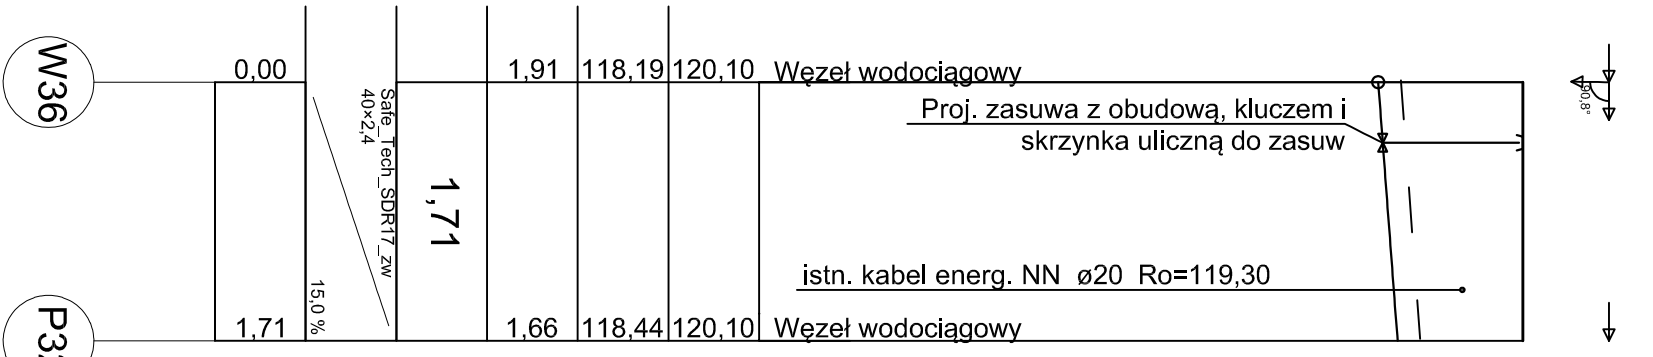 W36
0,00
1,91
118,19
120,10
Węzeł wodociągowy
90,8°
Proj. zasuwa z obudową, kluczem i
skrzynka uliczną do zasuw
Safe_Tech_SDR17_zw
40×2,4
1,71
istn. kabel energ. NN ø20 Ro=119,30
15,0 %
1,71
1,66
118,44
120,10
Węzeł wodociągowy